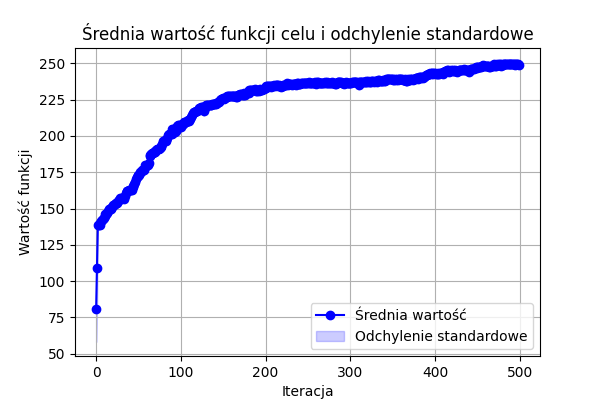 Średnia wartość funkcji celu i odchylenie standardowe
Wartość funkcji
250
225
200
175
150
125
100
75
50
0 100 200 300 400 500
Iteracja
Średnia wartość
Odchylenie standardowe